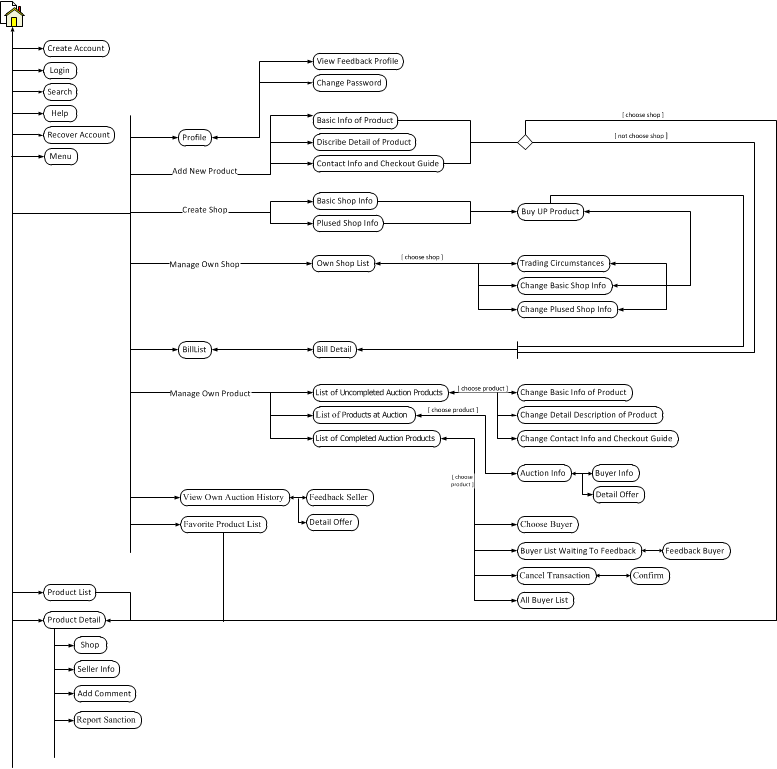 Create Account
Login
Search
Help
Recover Account
Menu
View Feedback Profile
Change Password
Profile
Basic Info of Product
Discribe Detail of Product
Contact Info and Checkout Guide
Add New Product
[ choose shop ]
[ not choose shop ]
Create Shop
Basic Shop Info
Plused Shop Info
Buy UP Product
Manage Own Shop
Own Shop List
[ choose shop ]
Trading Circumstances
Change Basic Shop Info
Change Plused Shop Info
BillList
Bill Detail
Manage Own Product
List of Uncompleted Auction Products
[ choose product ]
Change Basic Info of Product
List of Products at Auction
[ choose product ]
Change Detail Description of Product
List of Completed Auction Products
Change Contact Info and Checkout Guide
[ choose
product ]
Auction Info
Buyer Info
Detail Offer
View Own Auction History
Feedback Seller
Detail Offer
Favorite Product List
Choose Buyer
Buyer List Waiting To Feedback
Feedback Buyer
Cancel Transaction
Confirm
All Buyer List
Product List
Product Detail
Shop
Seller Info
Add Comment
Report Sanction